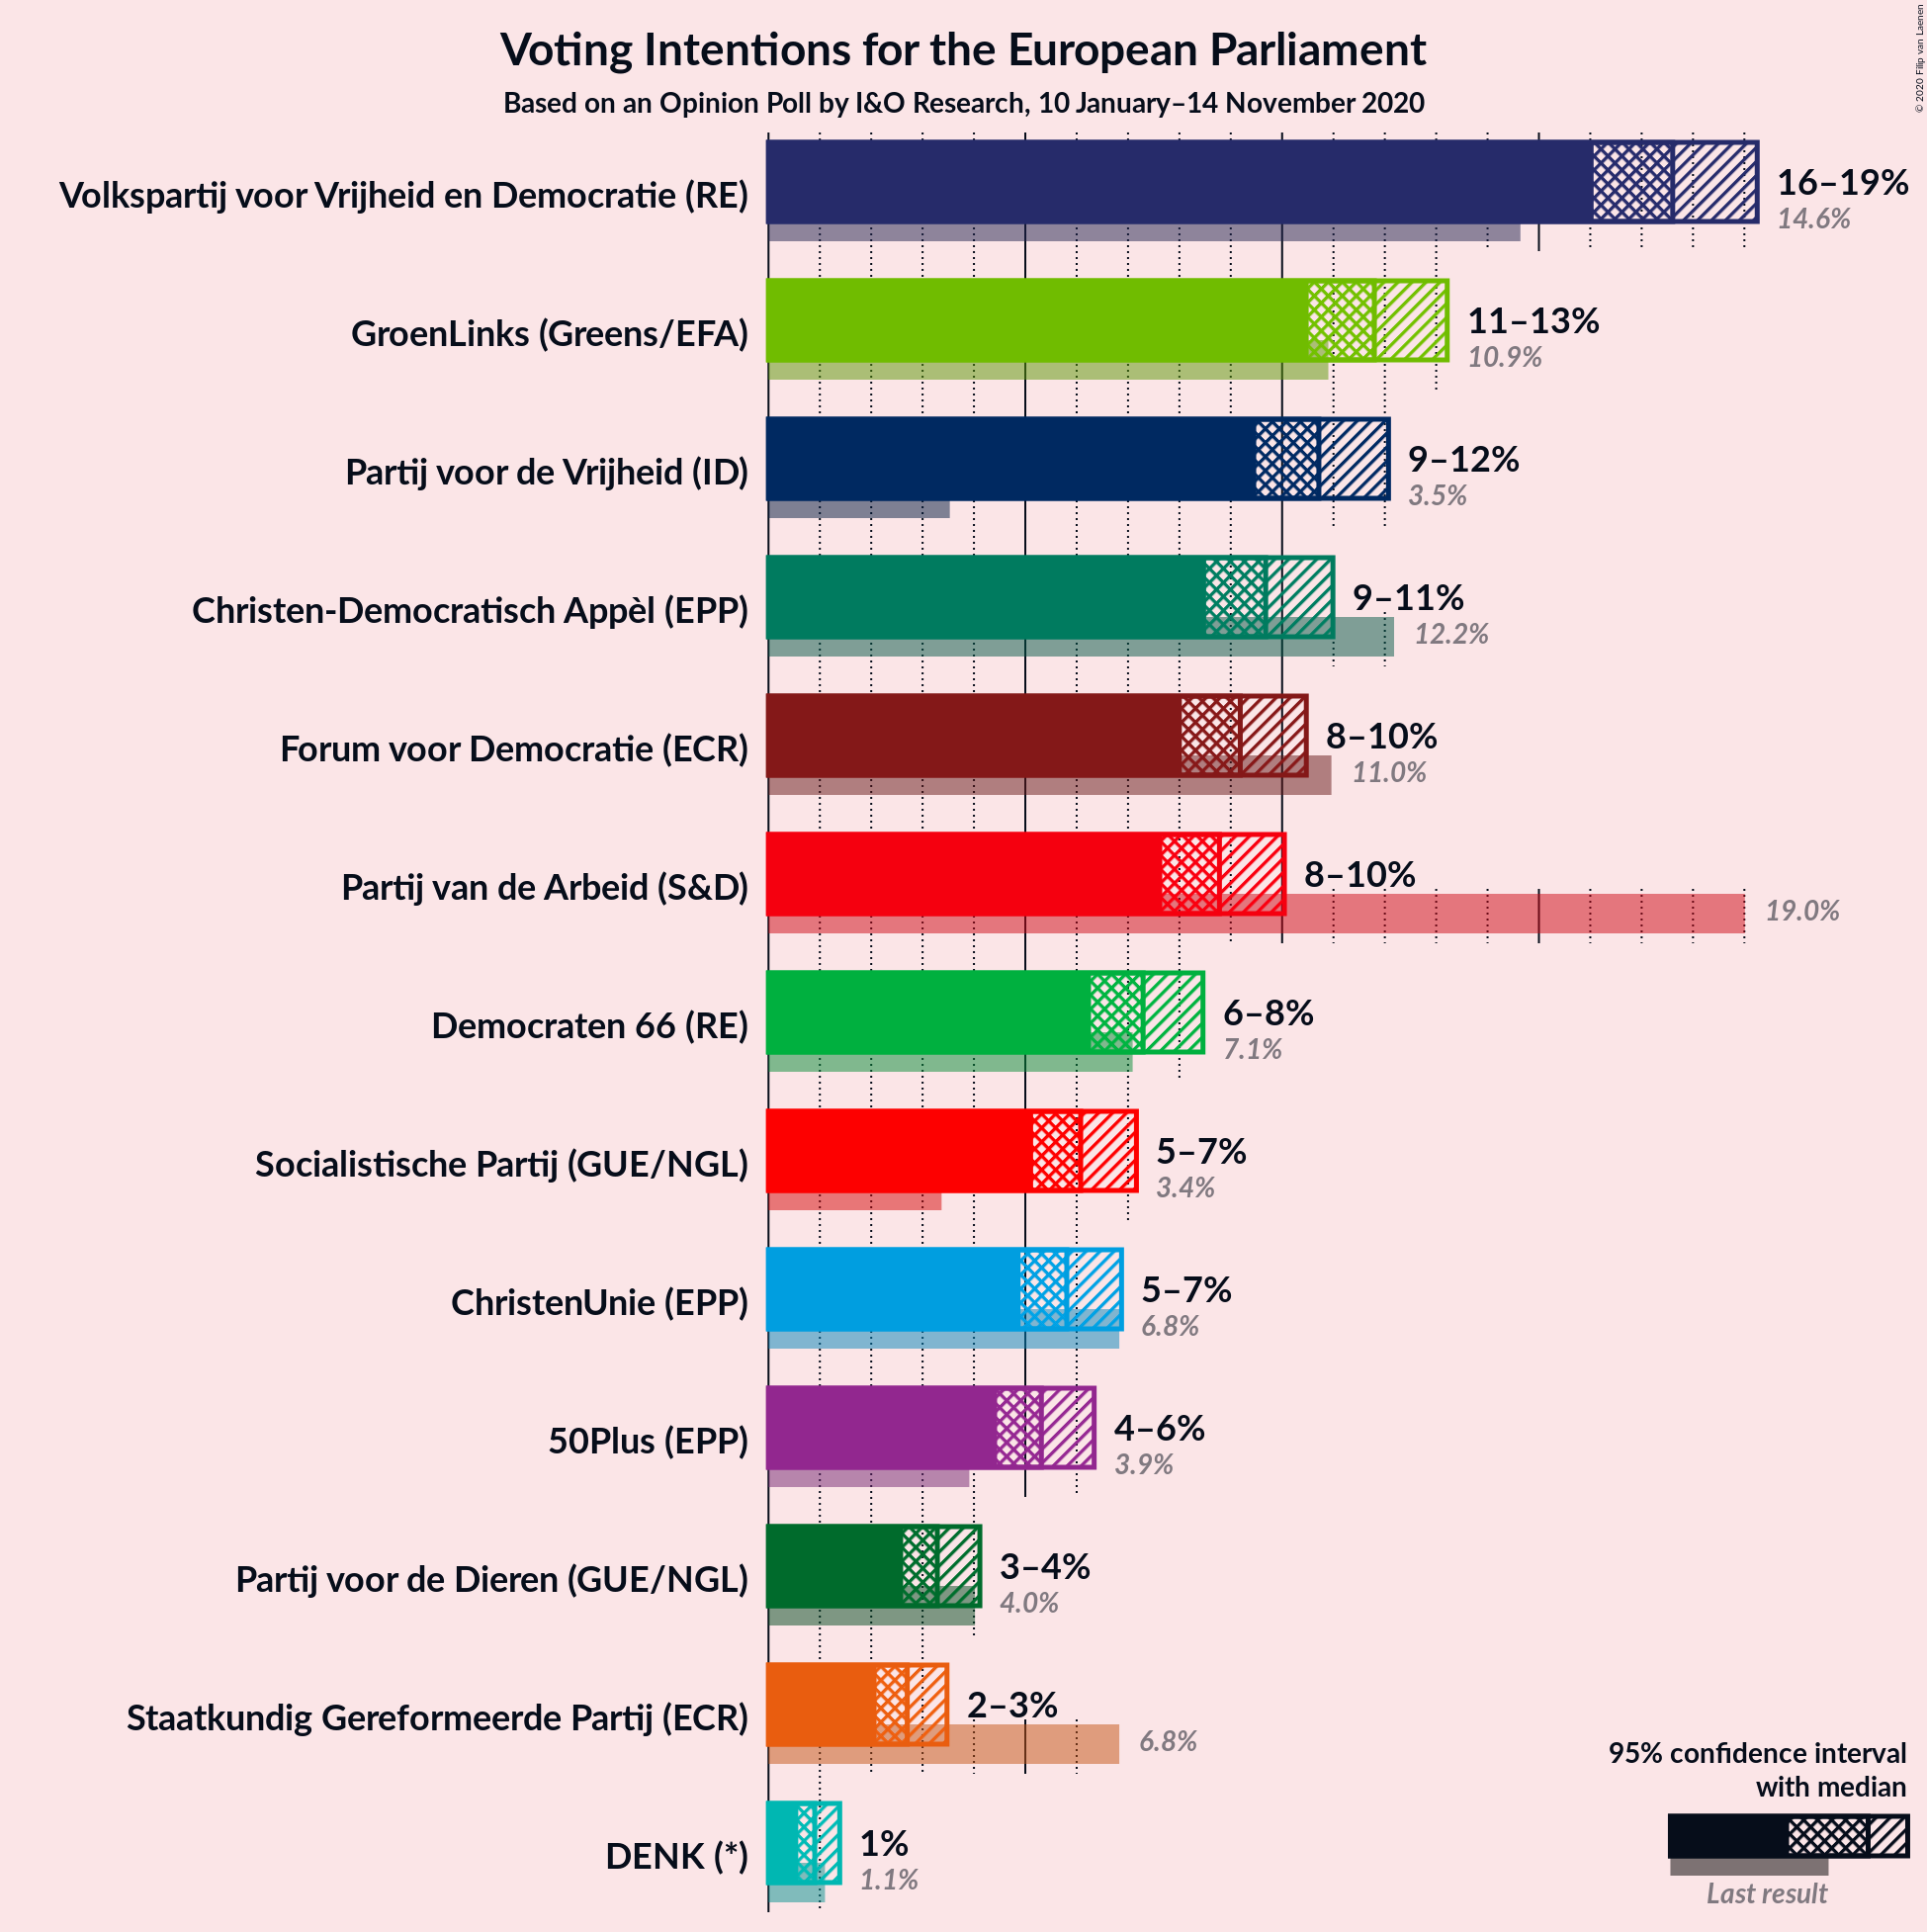 Voting Intentions for the European Parliament
Based on an Opinion Poll by I&O Research, 10 January–14 November 2020
© 2020 Filip van Laenen
Volkspartij voor Vrijheid en Democratie (RE)
16–19%
14.6%
GroenLinks (Greens/EFA)
11–13%
10.9%
Partij voor de Vrijheid (ID)
9–12%
3.5%
Christen-Democratisch Appèl (EPP)
9–11%
12.2%
Forum voor Democratie (ECR)
8–10%
11.0%
Partij van de Arbeid (S&D)
8–10%
19.0%
Democraten 66 (RE)
6–8%
7.1%
Socialistische Partij (GUE/NGL)
5–7%
3.4%
ChristenUnie (EPP)
5–7%
6.8%
50Plus (EPP)
4–6%
3.9%
Partij voor de Dieren (GUE/NGL)
3–4%
4.0%
Staatkundig Gereformeerde Partij (ECR)
2–3%
6.8%
DENK (*)
1%
1.1%
95% confidence interval
with median
Last result